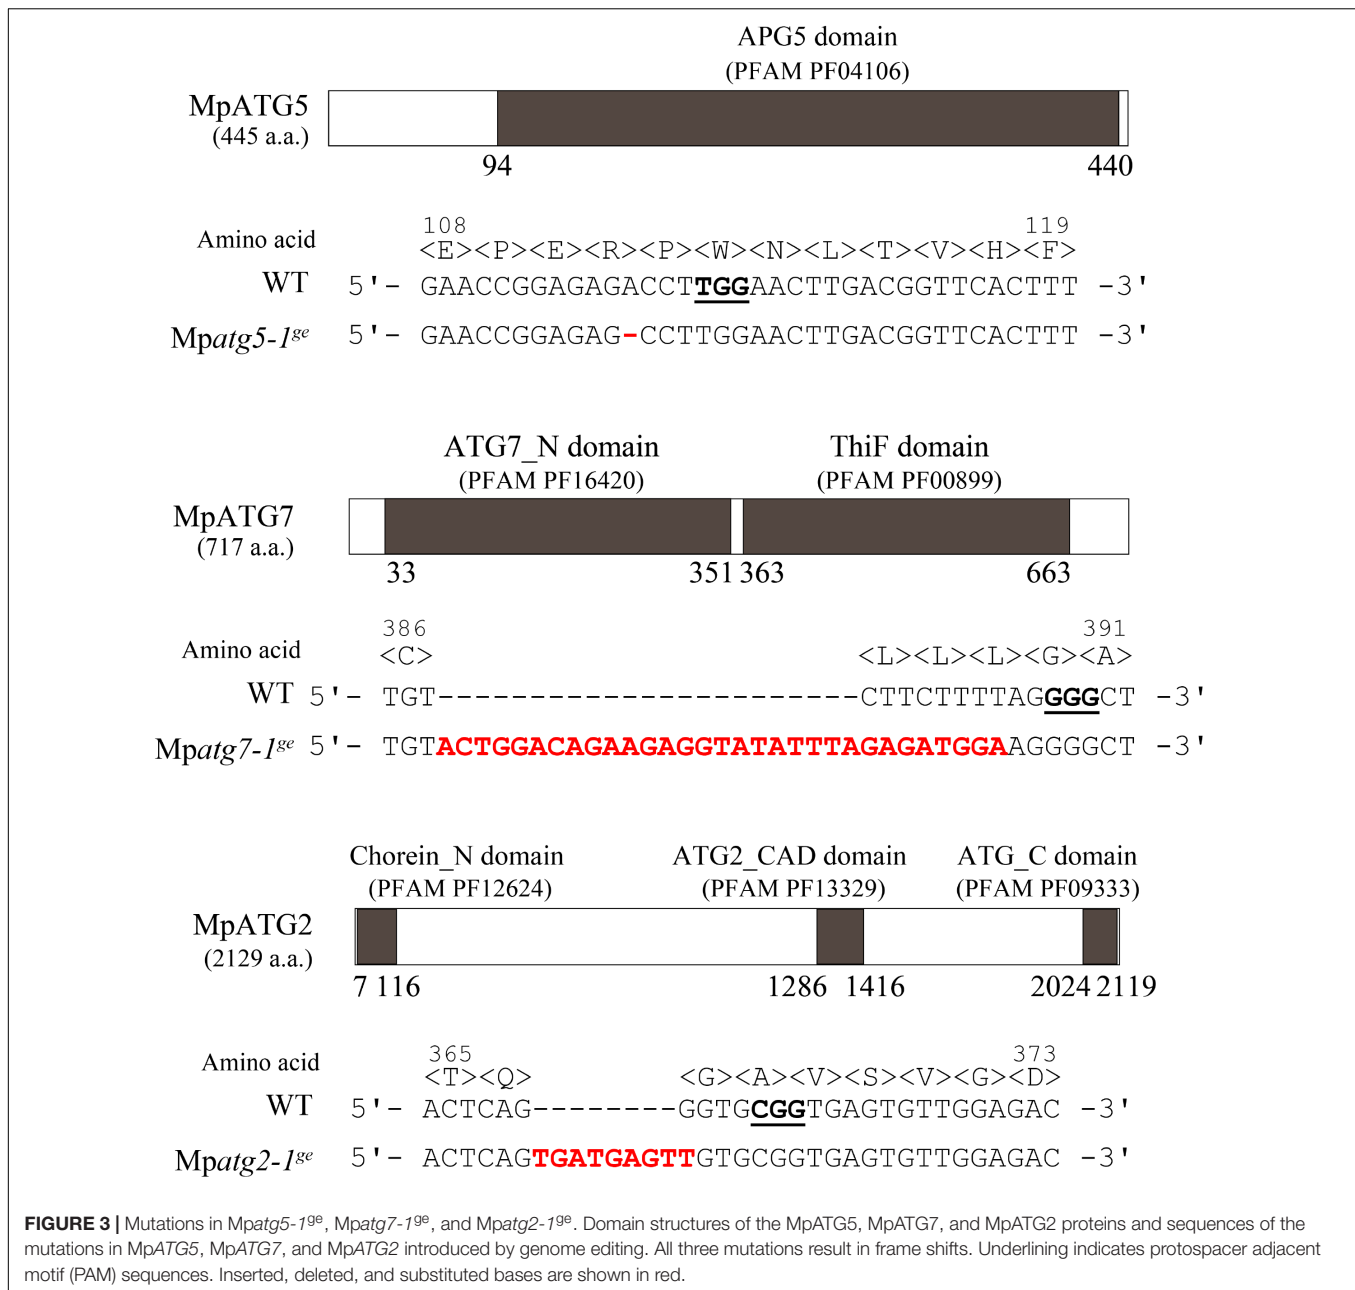 APG5 domain
(PFAM PF04106)
MpATG5
(445 a.a.)
94 440
108 119
Amino acid <E><P><E><R><P><W><N><L><T><V><H><F>
WT 5'- GAACCGGAGAGACCTTGGAACTTGACGGTTCACTTT -3'
Mpatg5-1ge 5'- GAACCGGAGAG-CCTTGGAACTTGACGGTTCACTTT -3'
ATG7_N domain ThiF domain
(PFAM PF16420) (PFAM PF00899)
MpATG7
(717 a.a.)
33 351 363 663
386 391
Amino acid <C> <L><L><L><G><A>
WT 5'- TGT-----------------------CTTCTTTTAGGGGCT -3'
Mpatg7-1ge 5'- TGTACTGGACAGAAGAGGTATATTTAGAGATGGAAGGGGCT -3'
Chorein_N domain ATG2_CAD domain ATG_C domain
(PFAM PF12624) (PFAM PF13329) (PFAM PF09333)
MpATG2
(2129 a.a.)
7 116 1286 1416 2024 2119
365 373
Amino acid <T><Q> <G><A><V><S><V><G><D>
WT 5'- ACTCAG--------GGTGCGGTGAGTGTTGGAGAC -3'
Mpatg2-1ge 5'- ACTCAGTGATGAGTTGTGCGGTGAGTGTTGGAGAC -3'
FIGURE 3 | Mutations in Mpatg5-1ge, Mpatg7-1ge, and Mpatg2-1ge. Domain structures of the MpATG5, MpATG7, and MpATG2 proteins and sequences of the
mutations in MpATG5, MpATG7, and MpATG2 introduced by genome editing. All three mutations result in frame shifts. Underlining indicates protospacer adjacent
motif (PAM) sequences. Inserted, deleted, and substituted bases are shown in red.